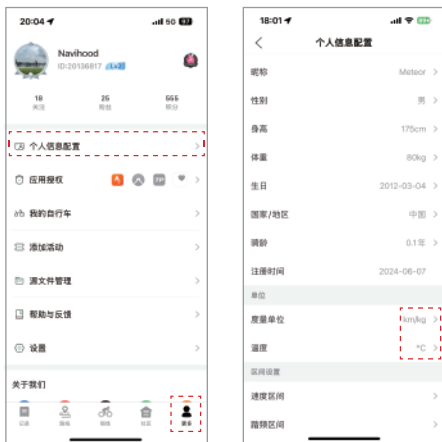 20:04
5G
Navihood
ID:20136817
Lv20
18
25
555
关注
粉丝
积分
个人信息配置
应用授权
我的自行车
添加活动
源文件管理
帮助与反馈
设置
关于我们
记录
路线
骑行
社区
更多
18:01
个人信息配置
昵称 Meteor
性别 男
身高 175cm
体重 80kg
生日 2012-03-04
国家/地区 中国
骑龄 0.1年
注册时间 2024-06-07
单位
度量单位 km/kg
温度 °C
区间设置
速度区间
踏频区间